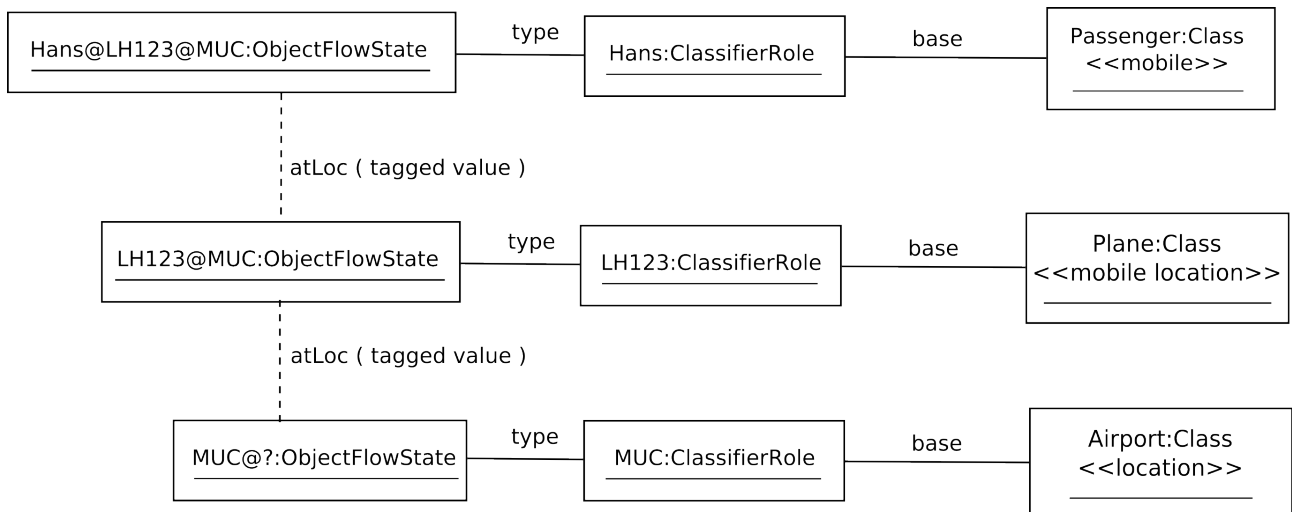 Hans@LH123@MUC:ObjectFlowState
type
Hans:ClassifierRole
base
Passenger:Class
<<mobile>>
atLoc ( tagged value )
LH123@MUC:ObjectFlowState
type
LH123:ClassifierRole
base
Plane:Class
<<mobile location>>
atLoc ( tagged value )
MUC@?:ObjectFlowState
type
MUC:ClassifierRole
base
Airport:Class
<<location>>